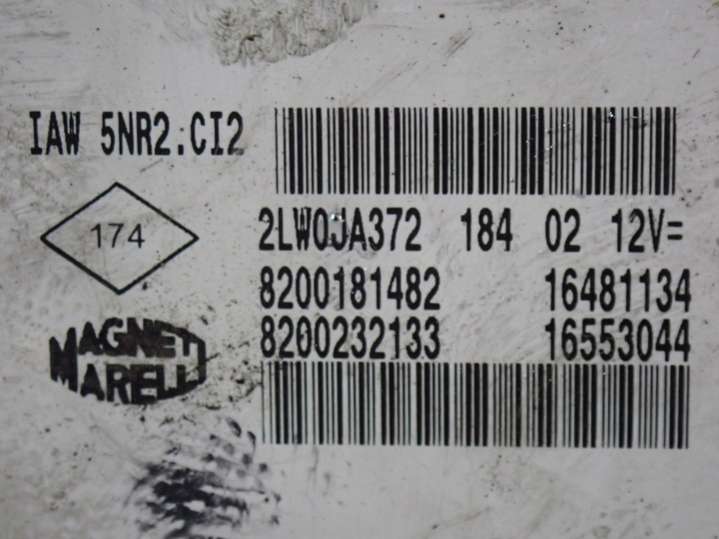 IAW 5NR2.CI2
174
2LW0JA372 184 02 12V=
8200181482 16481134
8200232133 16553044
MAGNETI
MARELLI